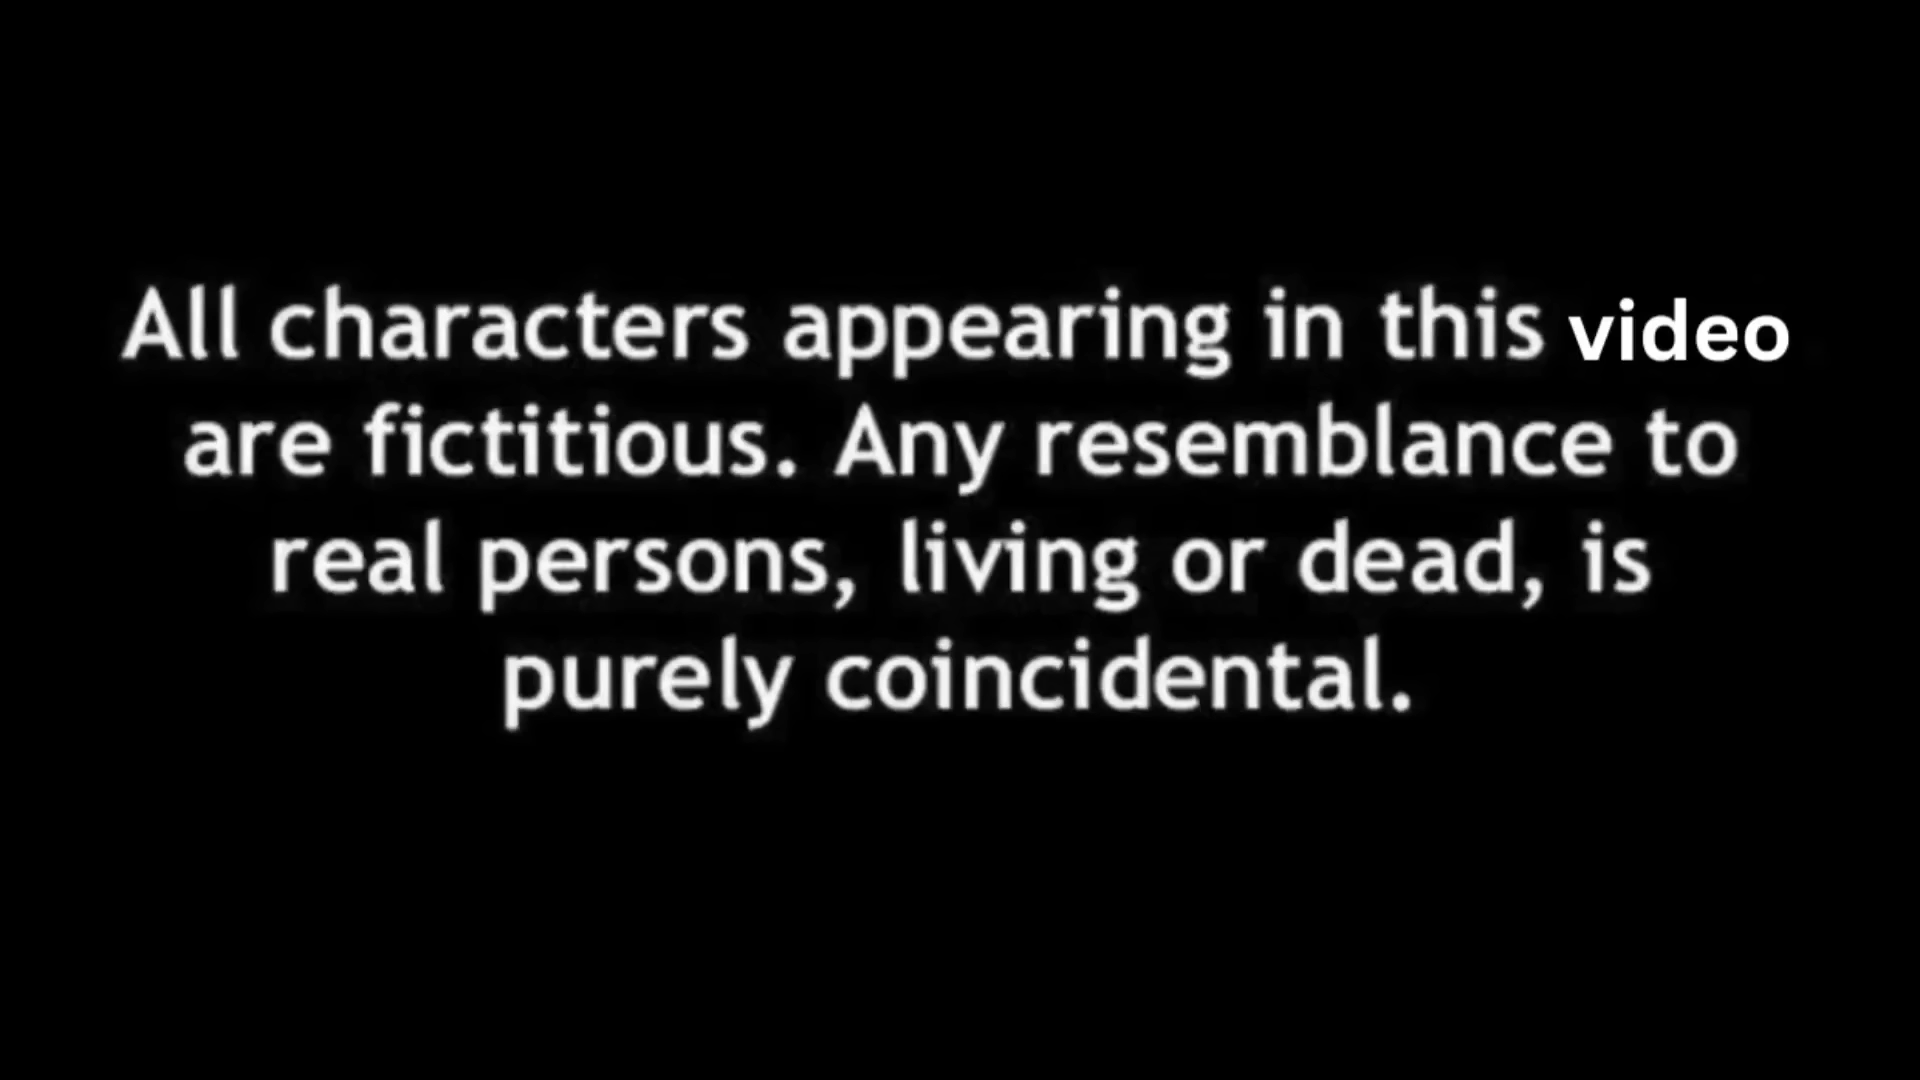 All characters appearing in this video
are fictitious. Any resemblance to
real persons, living or dead, is
purely coincidental.